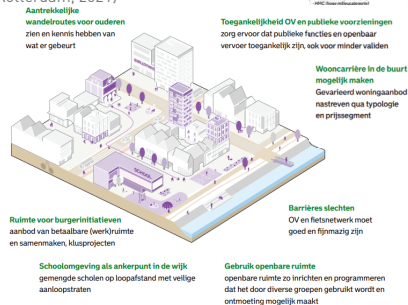 Rotterdam, 2021)
Aantrekkelijke
wandelroutes voor ouderen
zien en kennis hebben van
wat er gebeurt
Toegankelijkheid OV en publieke voorzieningen
zorg ervoor dat publieke functies en openbaar
vervoer toegankelijk zijn, ook voor minder validen
Wooncarrière in de buurt
mogelijk maken
Gevarieerd woningaanbod
nastreven qua typologie
en prijssegment
SCHOOL
Barrières slechten
OV en fietsnetwerk moet
goed en fijnmazig zijn
Ruimte voor burgerinitiatieven
aanbod van betaalbare (werk)ruimte
en samenmaken, klusprojecten
Schoolomgeving als ankerpunt in de wijk
gemengde scholen op loopafstand met veilige
aanloopstraten
Gebruik openbare ruimte
openbare ruimte zo inrichten en programmeren
dat het door diverse groepen gebruikt wordt en
ontmoeting mogelijk maakt